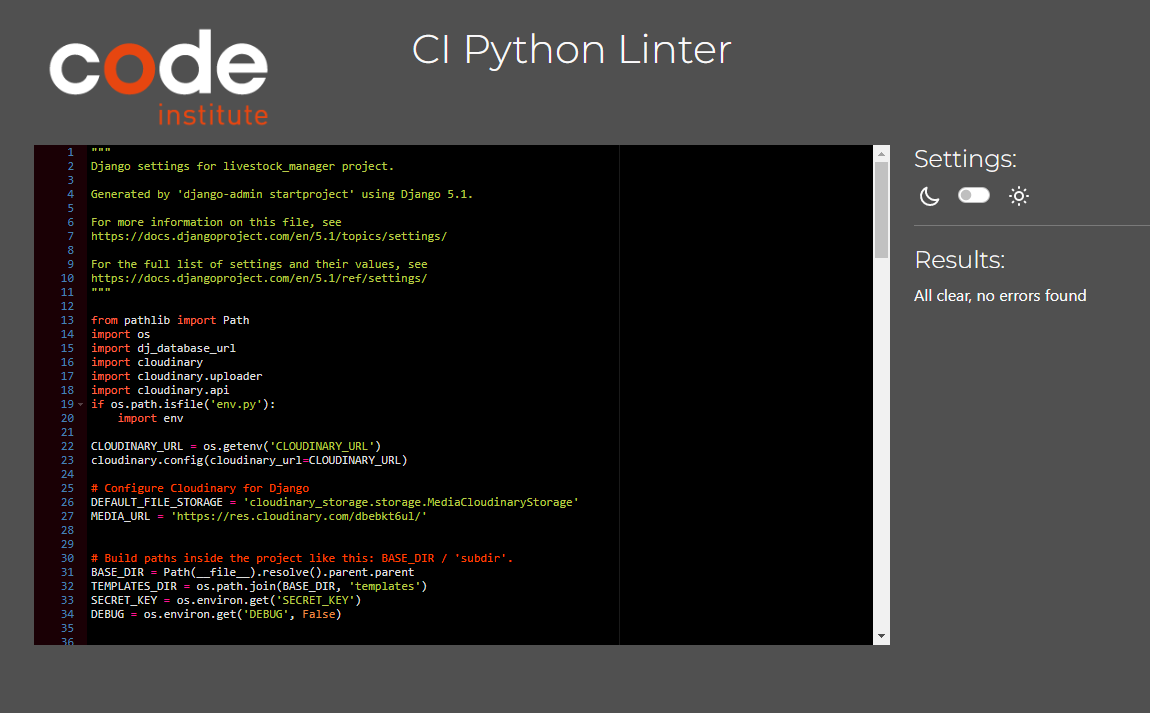 code
institute
CI Python Linter
1 """
2 Django settings for livestock_manager project.
3
4 Generated by 'django-admin startproject' using Django 5.1.
5
6 For more information on this file, see
7 https://docs.djangoproject.com/en/5.1/topics/settings/
8
9 For the full list of settings and their values, see
10 https://docs.djangoproject.com/en/5.1/ref/settings/
11 """
12
13 from pathlib import Path
14 import os
15 import dj_database_url
16 import cloudinary
17 import cloudinary.uploader
18 import cloudinary.api
19 if os.path.isfile('env.py'):
20     import env
21
22 CLOUDINARY_URL = os.getenv('CLOUDINARY_URL')
23 cloudinary.config(cloudinary_url=CLOUDINARY_URL)
24
25 # Configure Cloudinary for Django
26 DEFAULT_FILE_STORAGE = 'cloudinary_storage.storage.MediaCloudinaryStorage'
27 MEDIA_URL = 'https://res.cloudinary.com/dbebkt6ul/'
28
29
30 # Build paths inside the project like this: BASE_DIR / 'subdir'.
31 BASE_DIR = Path(__file__).resolve().parent.parent
32 TEMPLATES_DIR = os.path.join(BASE_DIR, 'templates')
33 SECRET_KEY = os.environ.get('SECRET_KEY')
34 DEBUG = os.environ.get('DEBUG', False)
35
36
Settings:
Results:
All clear, no errors found